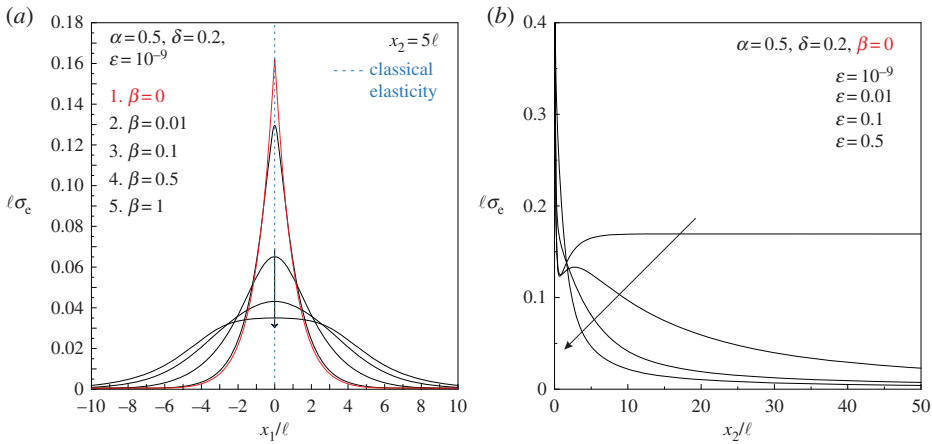 (a)
0.18
0.16
0.14
0.12
0.10
0.08
0.06
0.04
0.02
0
ℓσe
α=0.5, δ=0.2,
ε=10⁻⁹
1. β=0
2. β=0.01
3. β=0.1
4. β=0.5
5. β=1
x2=5ℓ
classical
elasticity
−10 −8 −6 −4 −2 0 2 4 6 8 10
x1/ℓ
(b)
0.4
0.3
0.2
0.1
0
ℓσe
α=0.5, δ=0.2, β=0
ε 10⁻⁹
ε=0.01
ε=0.1
ε=0.5
0 10 20 30 40 50
x2/ℓ